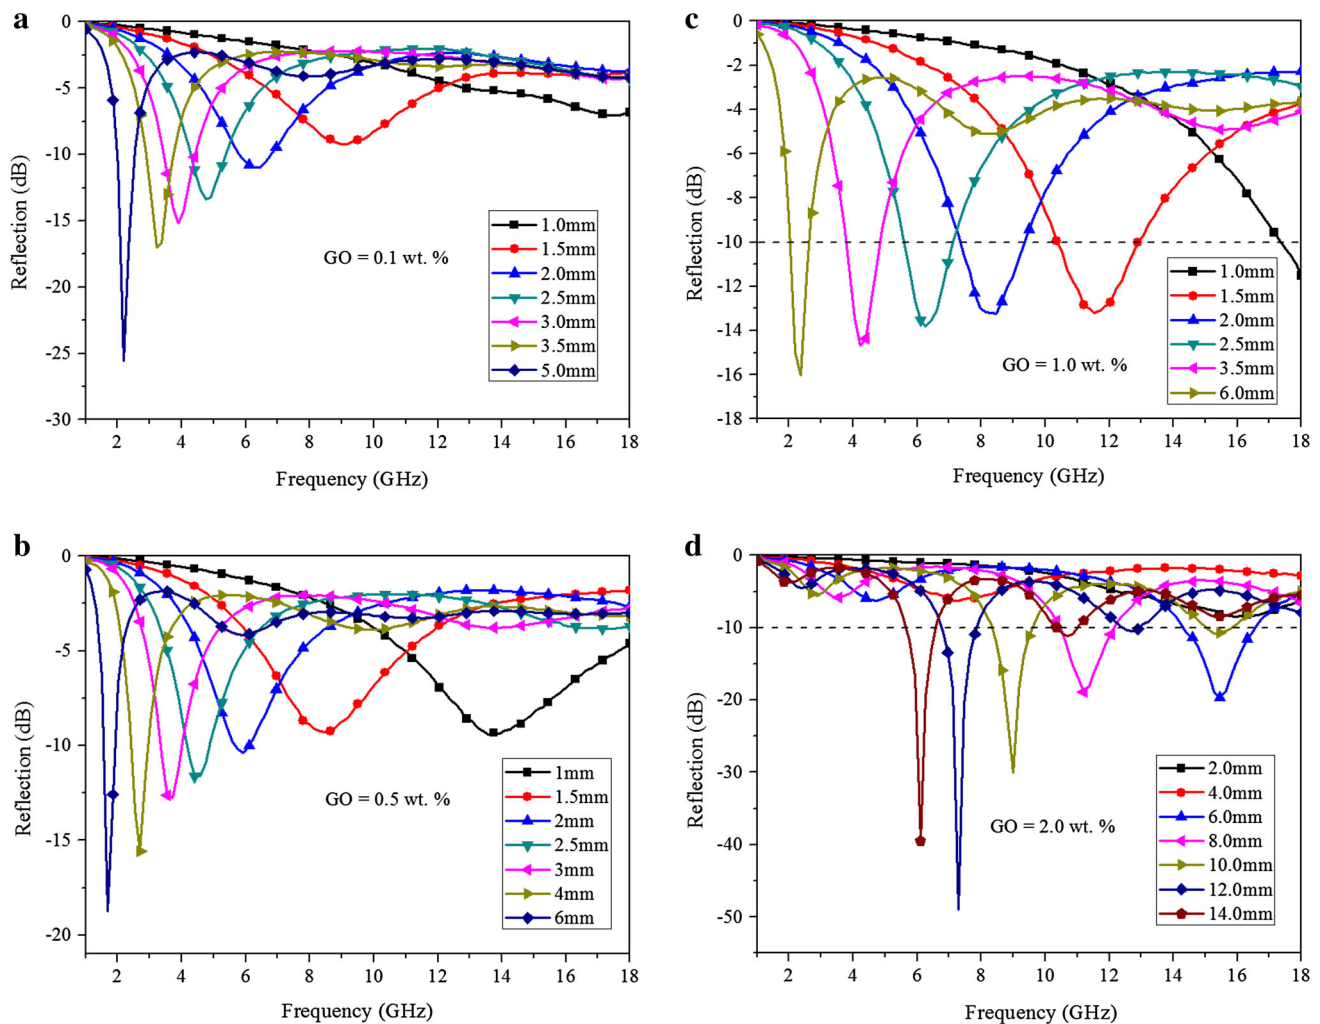 a
0
-5
-10
-15
-20
-25
-30
Reflection (dB)
GO = 0.1 wt. %
1.0mm
1.5mm
2.0mm
2.5mm
3.0mm
3.5mm
5.0mm
2 4 6 8 10 12 14 16 18
Frequency (GHz)
c
0
-2
-4
-6
-8
-10
-12
-14
-16
-18
Reflection (dB)
GO = 1.0 wt. %
1.0mm
1.5mm
2.0mm
2.5mm
3.5mm
6.0mm
2 4 6 8 10 12 14 16 18
Frequency (GHz)
b
0
-5
-10
-15
-20
Reflection (dB)
GO = 0.5 wt. %
1mm
1.5mm
2mm
2.5mm
3mm
4mm
6mm
2 4 6 8 10 12 14 16 18
Frequency (GHz)
d
0
-10
-20
-30
-40
-50
Reflection (dB)
GO = 2.0 wt. %
2.0mm
4.0mm
6.0mm
8.0mm
10.0mm
12.0mm
14.0mm
2 4 6 8 10 12 14 16 18
Frequency (GHz)